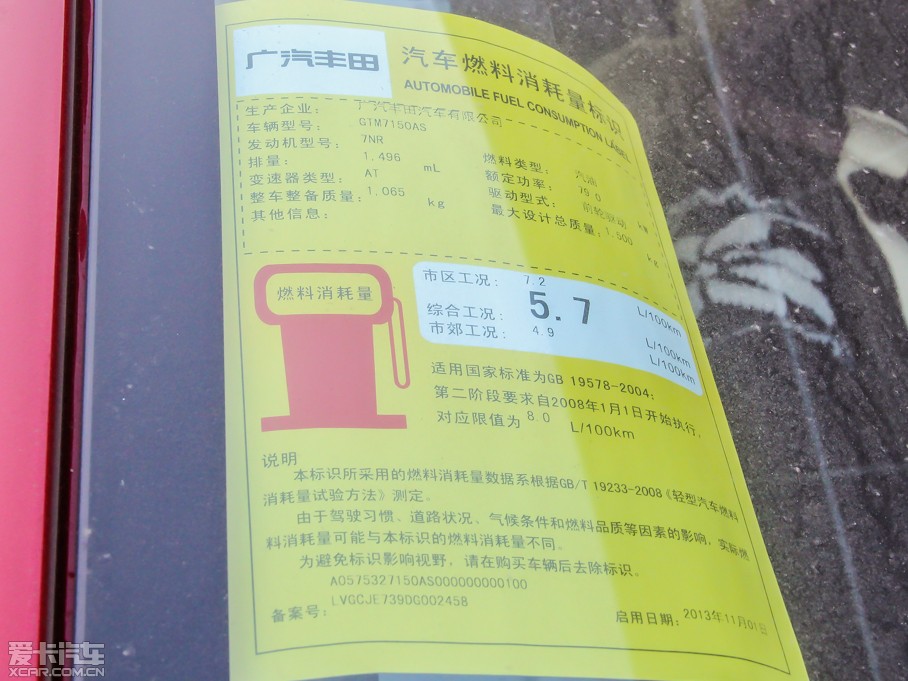 广汽丰田
汽车燃料消耗量标识
AUTOMOBILE FUEL CONSUMPTION LABEL
生产企业： 广汽丰田汽车有限公司
车辆型号： GTM7150AS
发动机型号： 7NR
排量： 1,496 mL
变速器类型： AT
整车整备质量： 1,065 kg
其他信息：
燃料类型： 汽油
额定功率： 79.0 kW
驱动型式： 前轮驱动
最大设计总质量： 1,500 kg
燃料消耗量
市区工况： 7.2 L/100km
综合工况： 5.7 L/100km
市郊工况： 4.9 L/100km
适用国家标准为GB 19578-2004；
第二阶段要求自2008年1月1日开始执行，
对应限值为 8.0 L/100km
说明
本标识所采用的燃料消耗量数据系根据GB/T 19233-2008《轻型汽车燃料
消耗量试验方法》测定。
由于驾驶习惯、道路状况、气候条件和燃料品质等因素的影响，实际燃
料消耗量可能与本标识的燃料消耗量不同。
为避免标识影响视野，请在购买车辆后去除标识。
A0575327150AS000000000100
备案号： LVGCJE739DG002458
启用日期： 2013年11月01日
爱卡汽车
XCAR.COM.CN